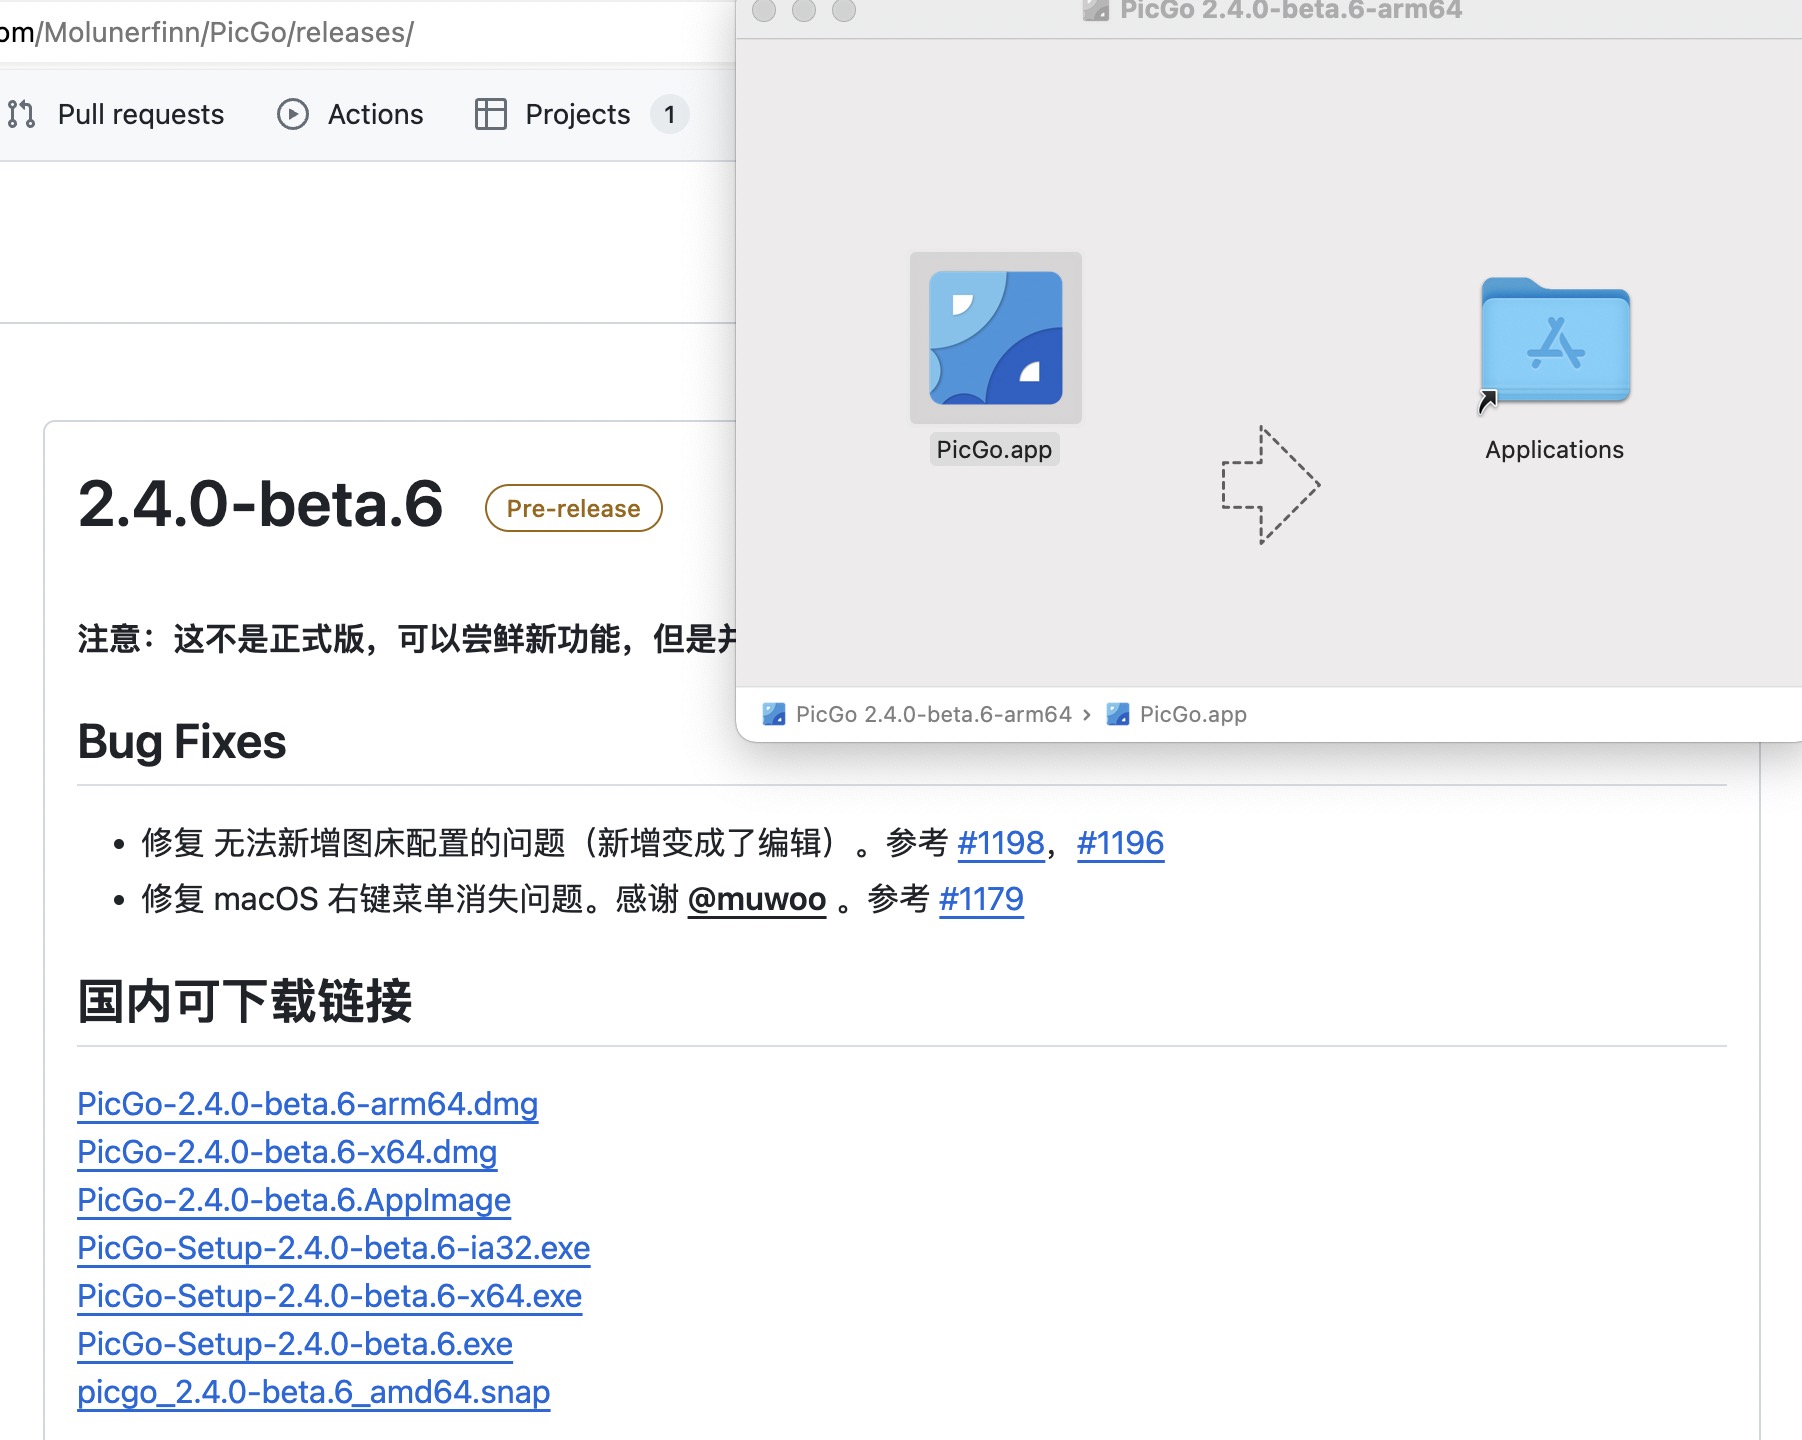 om/Molunerfinn/PicGo/releases/
Pull requests
Actions
Projects 1
PicGo 2.4.0-beta.6-arm64
PicGo.app
Applications
PicGo 2.4.0-beta.6-arm64 › PicGo.app
2.4.0-beta.6 Pre-release
注意：这不是正式版，可以尝鲜新功能，但是并
Bug Fixes
• 修复 无法新增图床配置的问题（新增变成了编辑）。参考 #1198，#1196
• 修复 macOS 右键菜单消失问题。感谢 @muwoo 。参考 #1179
国内可下载链接
PicGo-2.4.0-beta.6-arm64.dmg
PicGo-2.4.0-beta.6-x64.dmg
PicGo-2.4.0-beta.6.AppImage
PicGo-Setup-2.4.0-beta.6-ia32.exe
PicGo-Setup-2.4.0-beta.6-x64.exe
PicGo-Setup-2.4.0-beta.6.exe
picgo_2.4.0-beta.6_amd64.snap